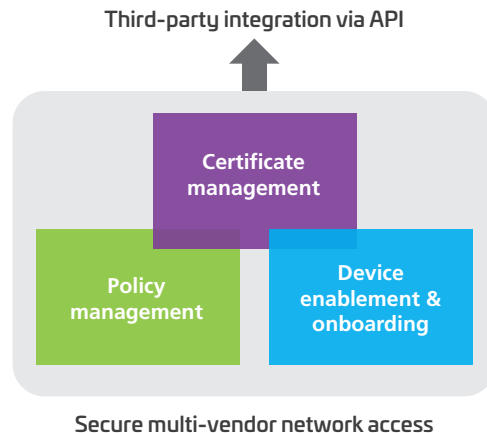 Third-party integration via API
Certificate
management
Policy
management
Device
enablement &
onboarding
Secure multi-vendor network access